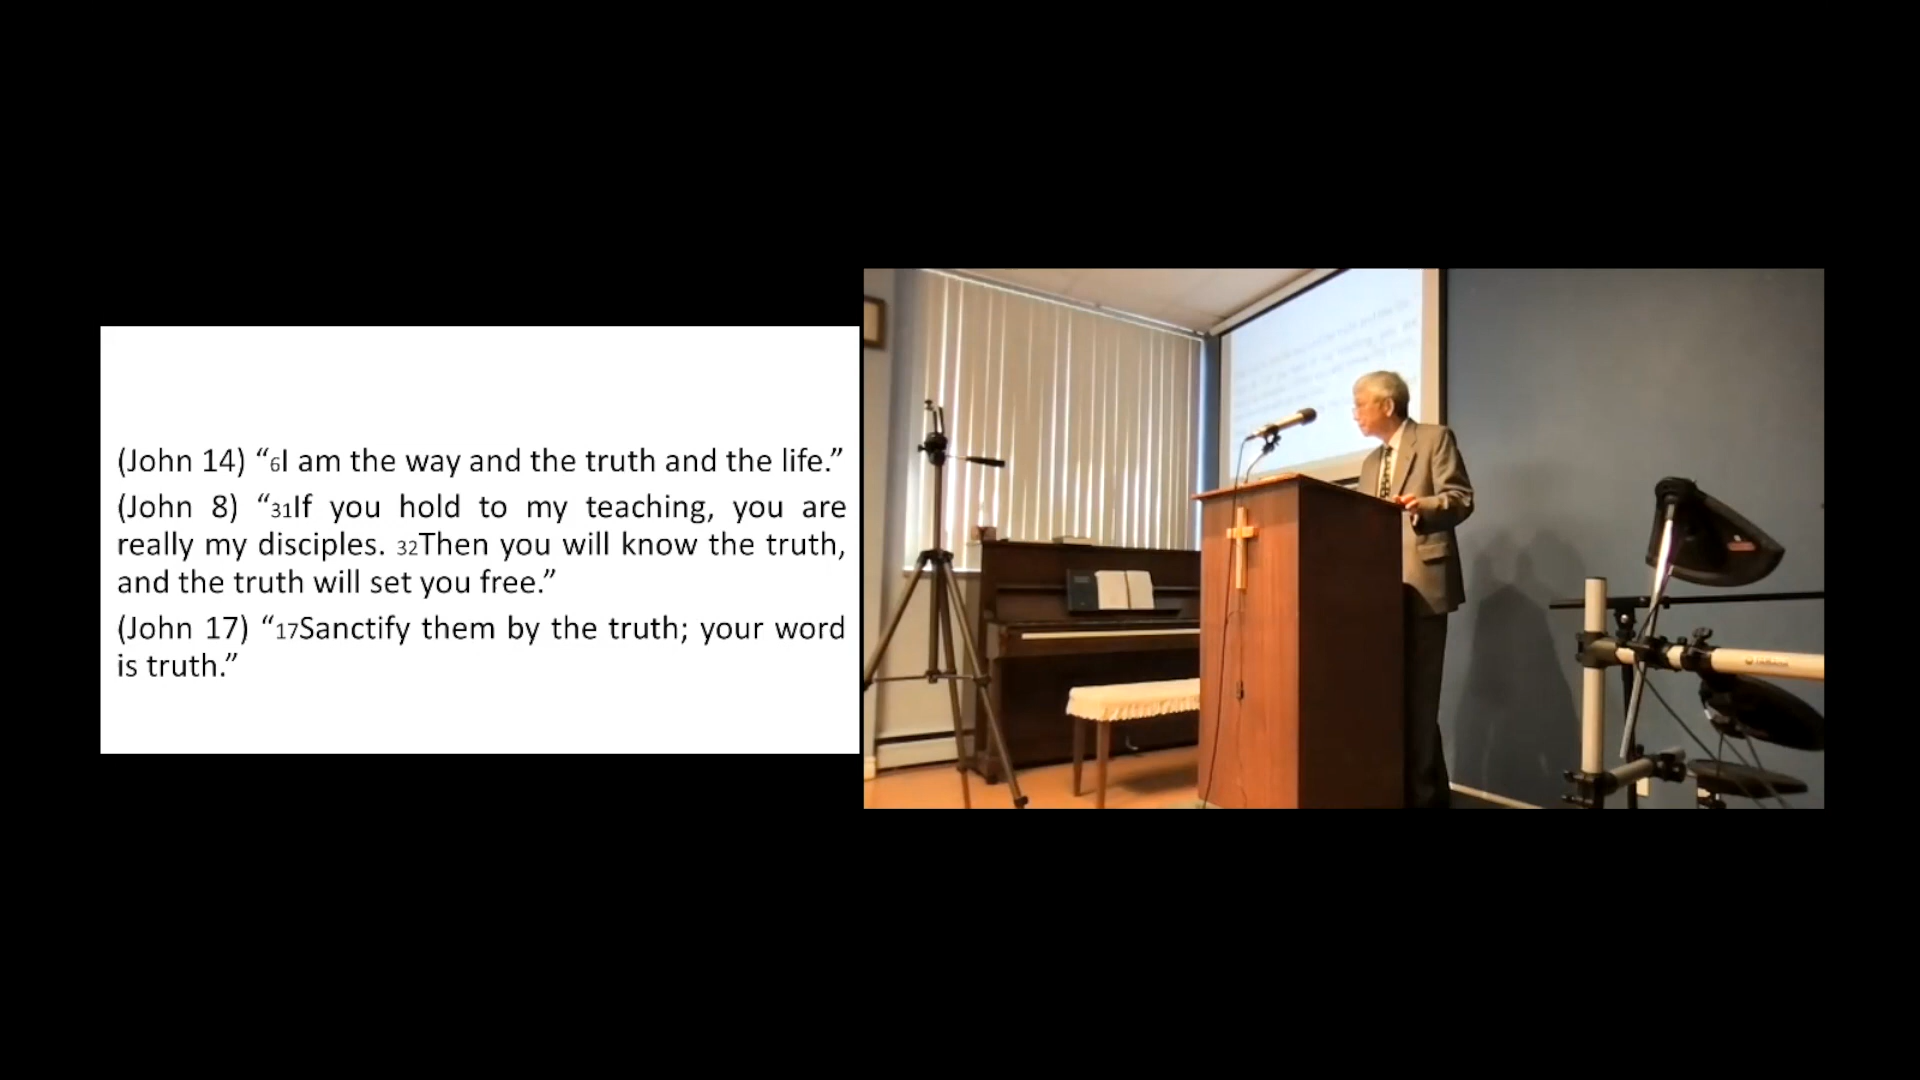 (John 14) “6I am the way and the truth and the life.”
(John 8) “31If you hold to my teaching, you are
really my disciples. 32Then you will know the truth,
and the truth will set you free.”
(John 17) “17Sanctify them by the truth; your word
is truth.”